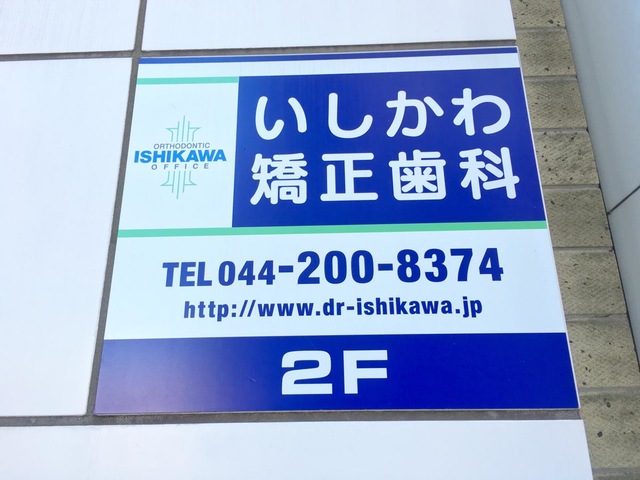 ORTHODONTIC
ISHIKAWA
OFFICE
いしかわ
矯正歯科
TEL 044-200-8374
http://www.dr-ishikawa.jp
2F